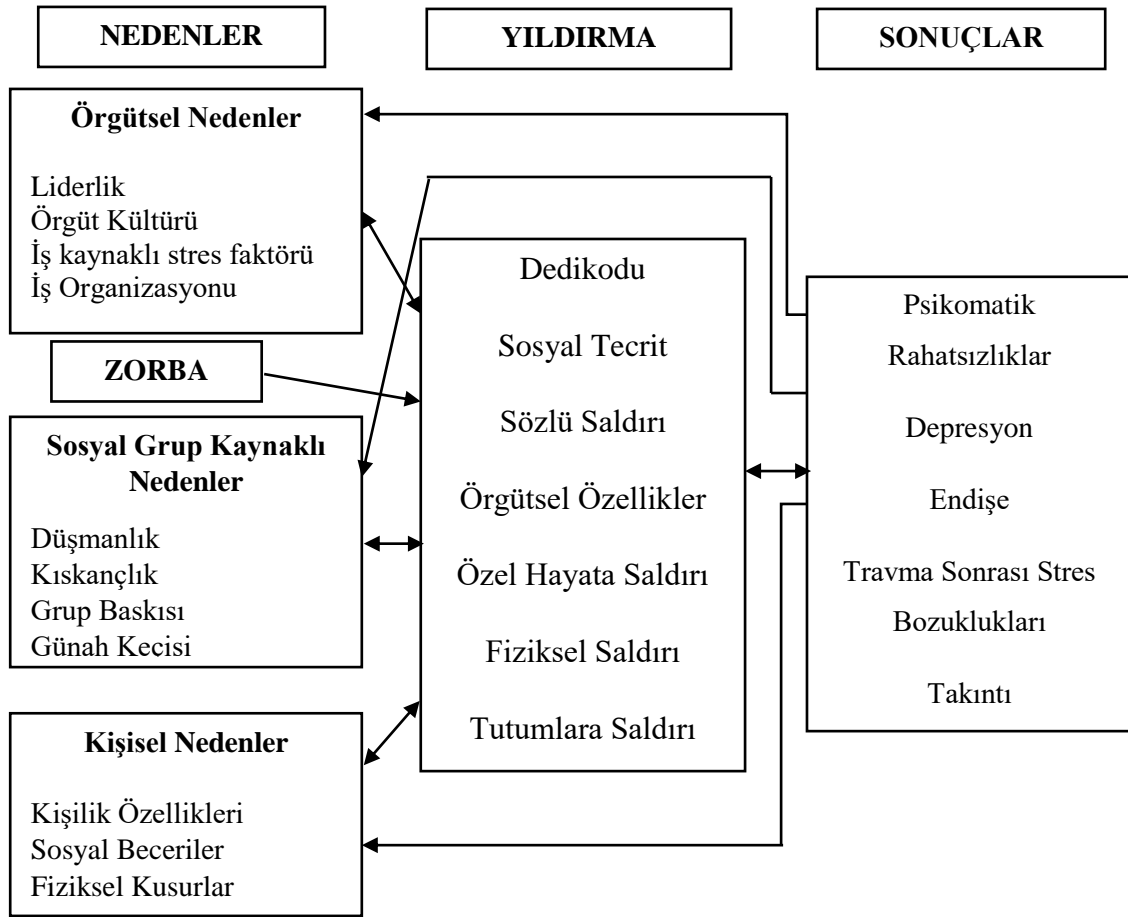 NEDENLER
YILDIRMA
SONUÇLAR
Örgütsel Nedenler
Liderlik
Örgüt Kültürü
İş kaynaklı stres faktörü
İş Organizasyonu
ZORBA
Sosyal Grup Kaynaklı
Nedenler
Düşmanlık
Kıskançlık
Grup Baskısı
Günah Keçisi
Kişisel Nedenler
Kişilik Özellikleri
Sosyal Beceriler
Fiziksel Kusurlar
Dedikodu
Sosyal Tecrit
Sözlü Saldırı
Örgütsel Özellikler
Özel Hayata Saldırı
Fiziksel Saldırı
Tutumlara Saldırı
Psikomatik
Rahatsızlıklar
Depresyon
Endişe
Travma Sonrası Stres
Bozuklukları
Takıntı